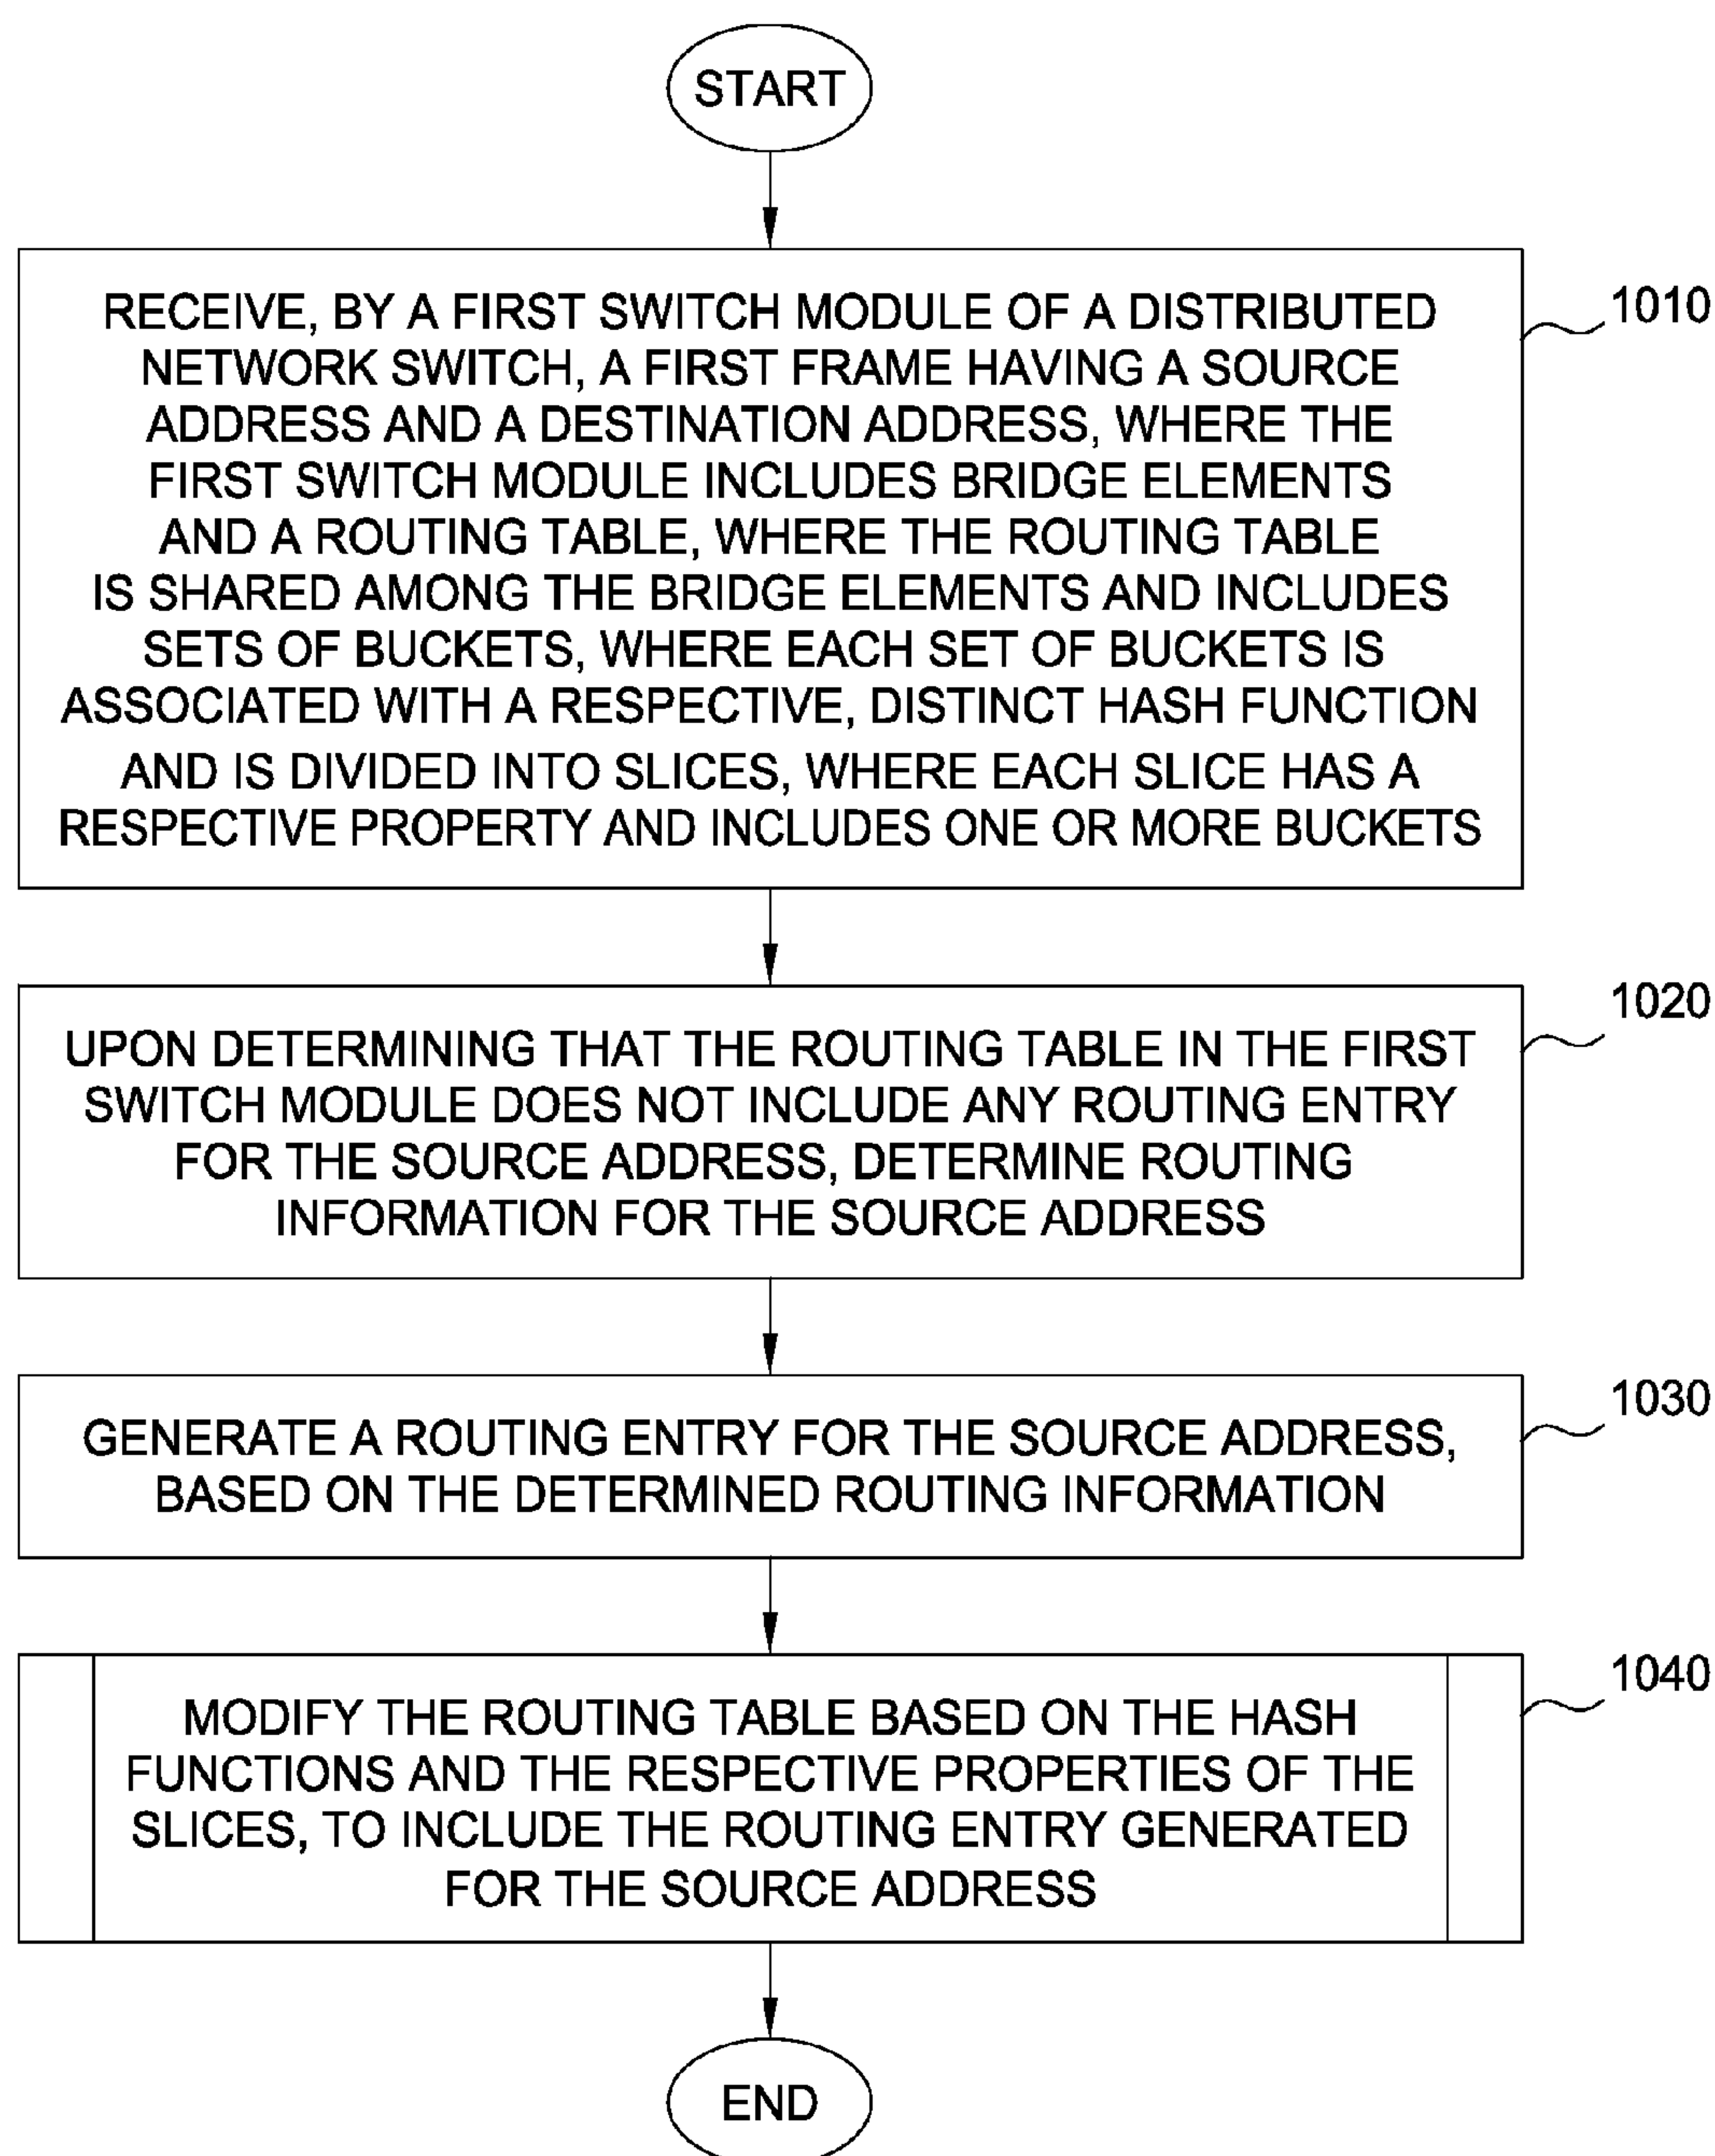 START
RECEIVE, BY A FIRST SWITCH MODULE OF A DISTRIBUTED
NETWORK SWITCH, A FIRST FRAME HAVING A SOURCE
ADDRESS AND A DESTINATION ADDRESS, WHERE THE
FIRST SWITCH MODULE INCLUDES BRIDGE ELEMENTS
AND A ROUTING TABLE, WHERE THE ROUTING TABLE
IS SHARED AMONG THE BRIDGE ELEMENTS AND INCLUDES
SETS OF BUCKETS, WHERE EACH SET OF BUCKETS IS
ASSOCIATED WITH A RESPECTIVE, DISTINCT HASH FUNCTION
AND IS DIVIDED INTO SLICES, WHERE EACH SLICE HAS A
RESPECTIVE PROPERTY AND INCLUDES ONE OR MORE BUCKETS
1010
UPON DETERMINING THAT THE ROUTING TABLE IN THE FIRST
SWITCH MODULE DOES NOT INCLUDE ANY ROUTING ENTRY
FOR THE SOURCE ADDRESS, DETERMINE ROUTING
INFORMATION FOR THE SOURCE ADDRESS
1020
GENERATE A ROUTING ENTRY FOR THE SOURCE ADDRESS,
BASED ON THE DETERMINED ROUTING INFORMATION
1030
MODIFY THE ROUTING TABLE BASED ON THE HASH
FUNCTIONS AND THE RESPECTIVE PROPERTIES OF THE
SLICES, TO INCLUDE THE ROUTING ENTRY GENERATED
FOR THE SOURCE ADDRESS
1040
END